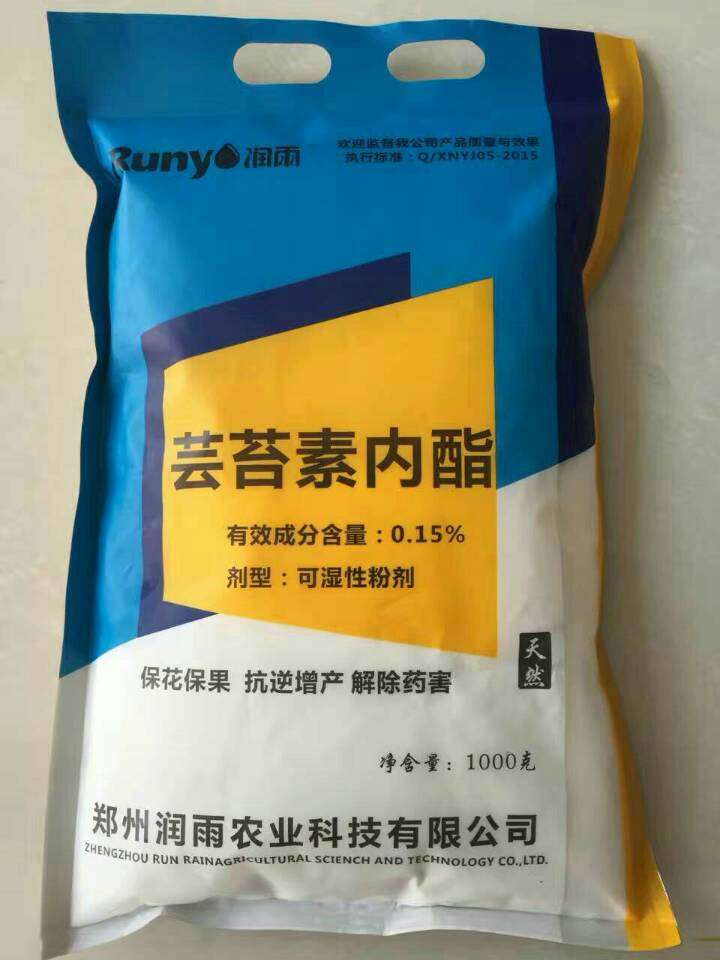 Runyo润雨
欢迎监督我公司产品质量与效果
执行标准：Q/XNYJ05-2015
芸苔素内酯
有效成分含量：0.15%
剂型：可湿性粉剂
天然
保花保果 抗逆增产 解除药害
净含量：1000克
郑州润雨农业科技有限公司
ZHENGZHOU RUN RAINAGRICULTURAL SCIENCH AND TECHNOLOGY CO.,LTD.